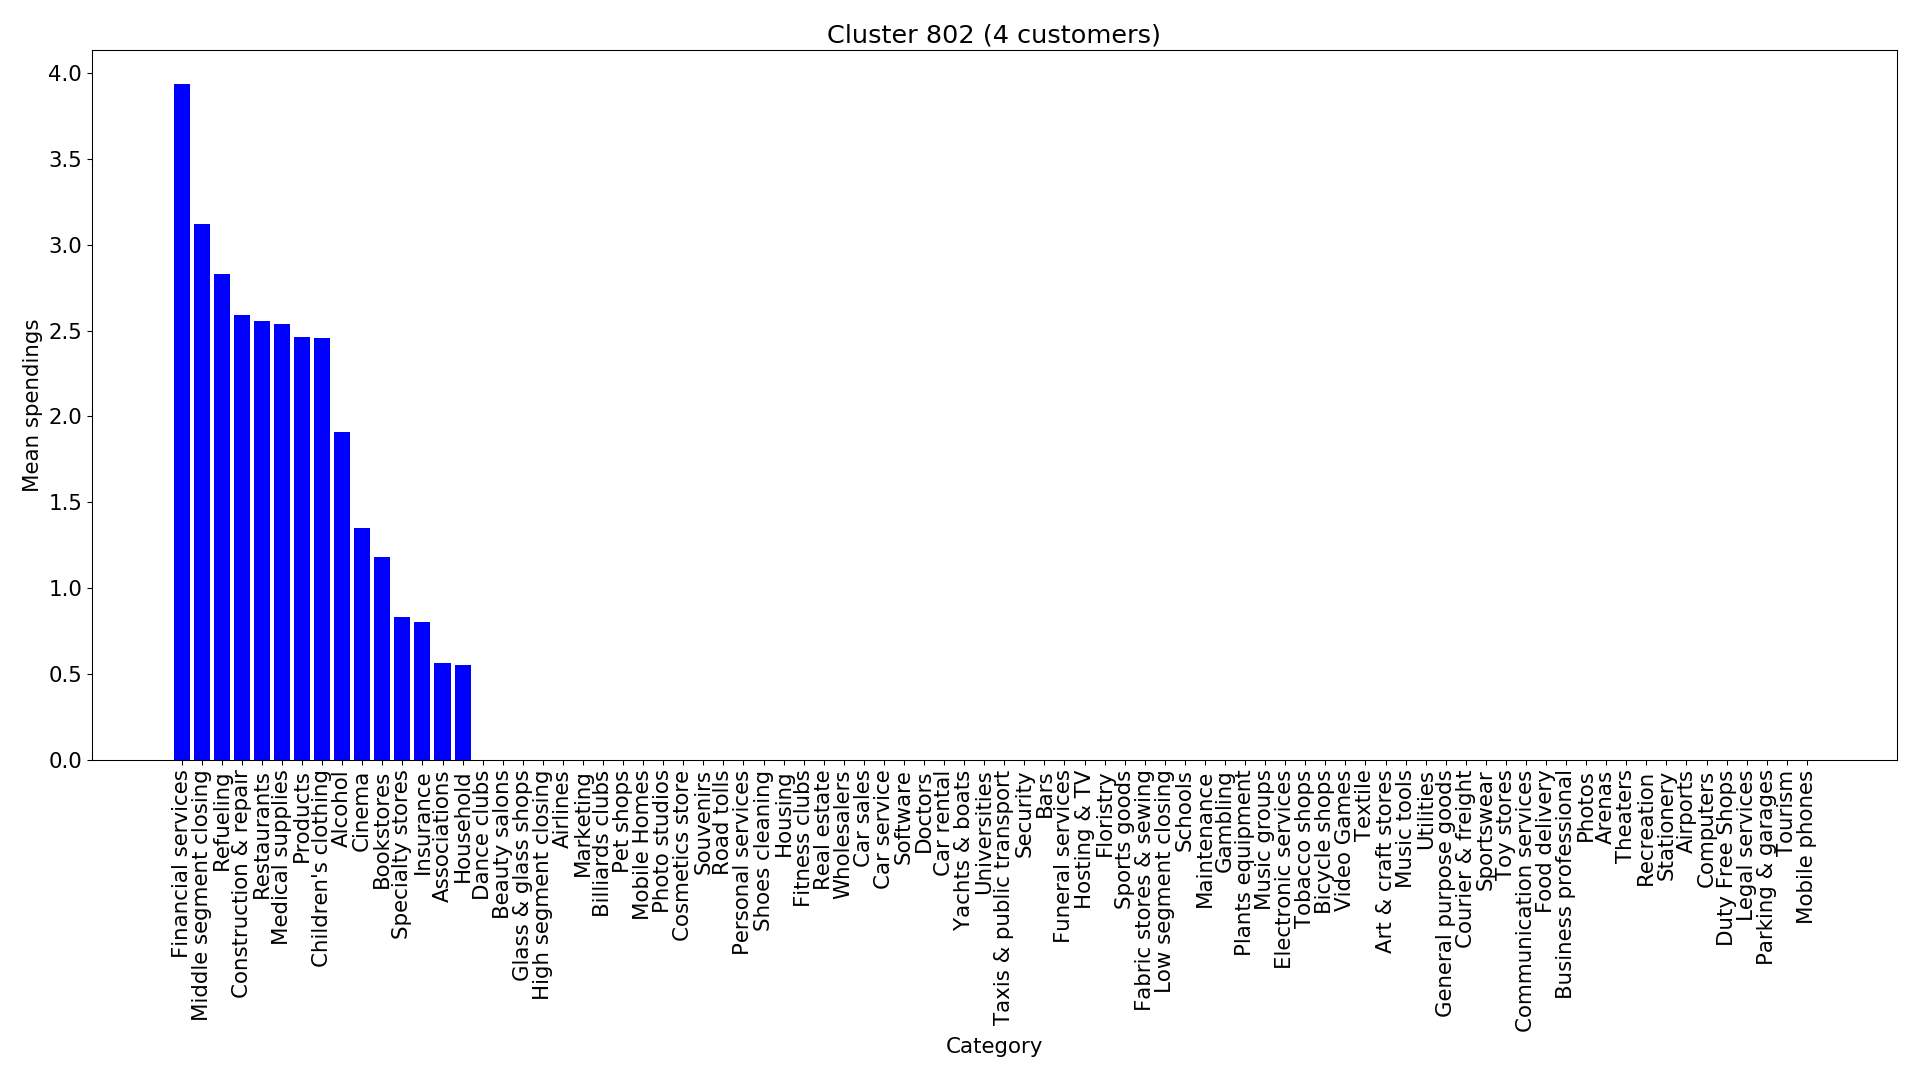 Cluster 802 (4 customers)
Mean spendings
4.0
3.5
3.0
2.5
2.0
1.5
1.0
0.5
0.0
Financial services
Middle segment closing
Refueling
Construction & repair
Restaurants
Medical supplies
Products
Children's clothing
Alcohol
Cinema
Bookstores
Specialty stores
Insurance
Associations
Household
Dance clubs
Beauty salons
Glass & glass shops
High segment closing
Airlines
Marketing
Billiards clubs
Pet shops
Mobile Homes
Photo studios
Cosmetics store
Souvenirs
Road tolls
Personal services
Shoes cleaning
Housing
Fitness clubs
Real estate
Wholesalers
Car sales
Car service
Software
Doctors
Car rental
Yachts & boats
Universities
Taxis & public transport
Security
Bars
Funeral services
Hosting & TV
Floristry
Sports goods
Fabric stores & sewing
Low segment closing
Schools
Maintenance
Gambling
Plants equipment
Music groups
Electronic services
Tobacco shops
Bicycle shops
Video Games
Textile
Art & craft stores
Music tools
Utilities
General purpose goods
Courier & freight
Sportswear
Toy stores
Communication services
Food delivery
Business professional
Photos
Arenas
Theaters
Recreation
Stationery
Airports
Computers
Duty Free Shops
Legal services
Parking & garages
Tourism
Mobile phones
Category